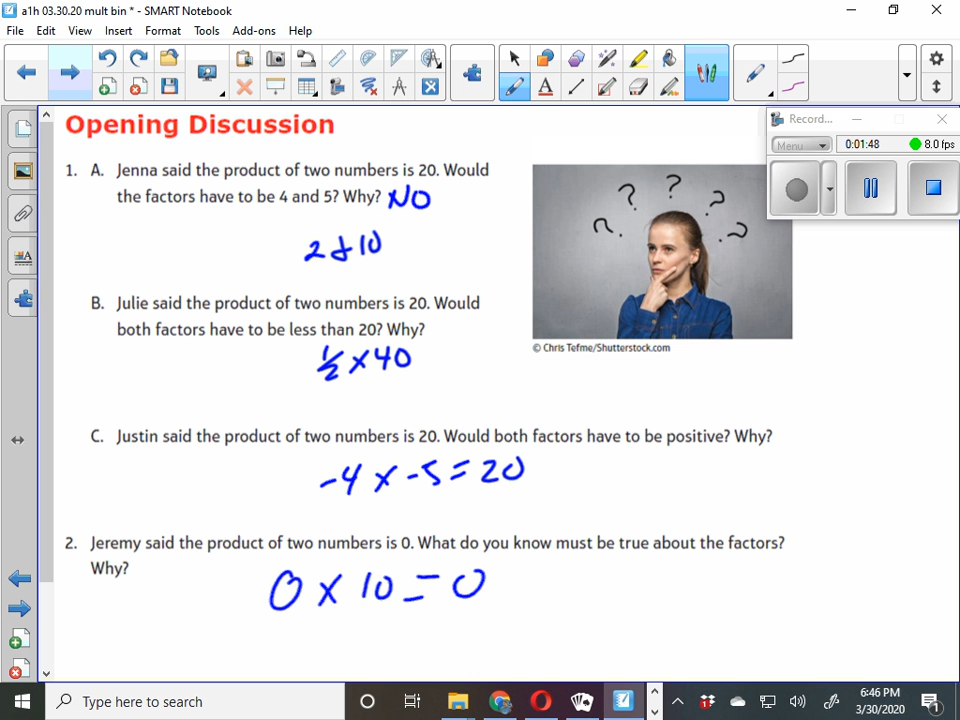 a1h 03.30.20 mult bin * - SMART Notebook
File Edit View Insert Format Tools Add-ons Help
Record...
Menu 0:01:48 8.0 fps
Opening Discussion
1. A. Jenna said the product of two numbers is 20. Would
the factors have to be 4 and 5? Why? NO
2 & 10
B. Julie said the product of two numbers is 20. Would
both factors have to be less than 20? Why?
© Chris Tefme/Shutterstock.com
½ x 40
C. Justin said the product of two numbers is 20. Would both factors have to be positive? Why?
-4 x -5 = 20
2. Jeremy said the product of two numbers is 0. What do you know must be true about the factors?
Why?
0 x 10 = 0
Type here to search
6:46 PM
3/30/2020
1